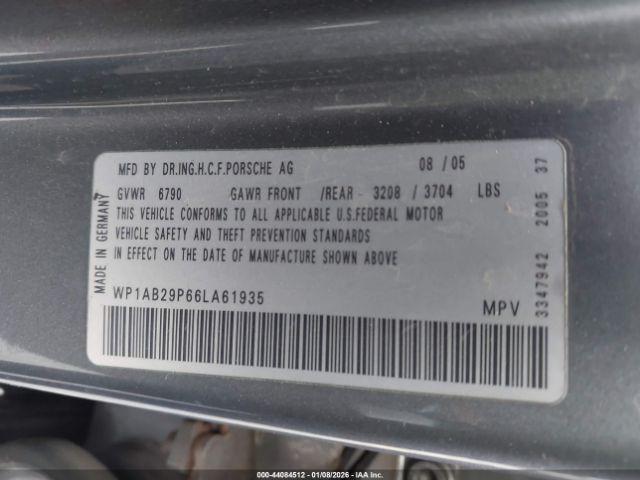 MFD BY DR.ING.H.C.F.PORSCHE AG 08 / 05
GVWR 6790 GAWR FRONT /REAR - 3208 / 3704 LBS
THIS VEHICLE CONFORMS TO ALL APPLICABLE U.S.FEDERAL MOTOR
VEHICLE SAFETY AND THEFT PREVENTION STANDARDS
IN EFFECT ON THE DATE OF MANUFACTURE SHOWN ABOVE
WP1AB29P66LA61935 MPV
MADE IN GERMANY
3347942 2005 37
000-44084512 | 01/08/2026 | IAAI.CA